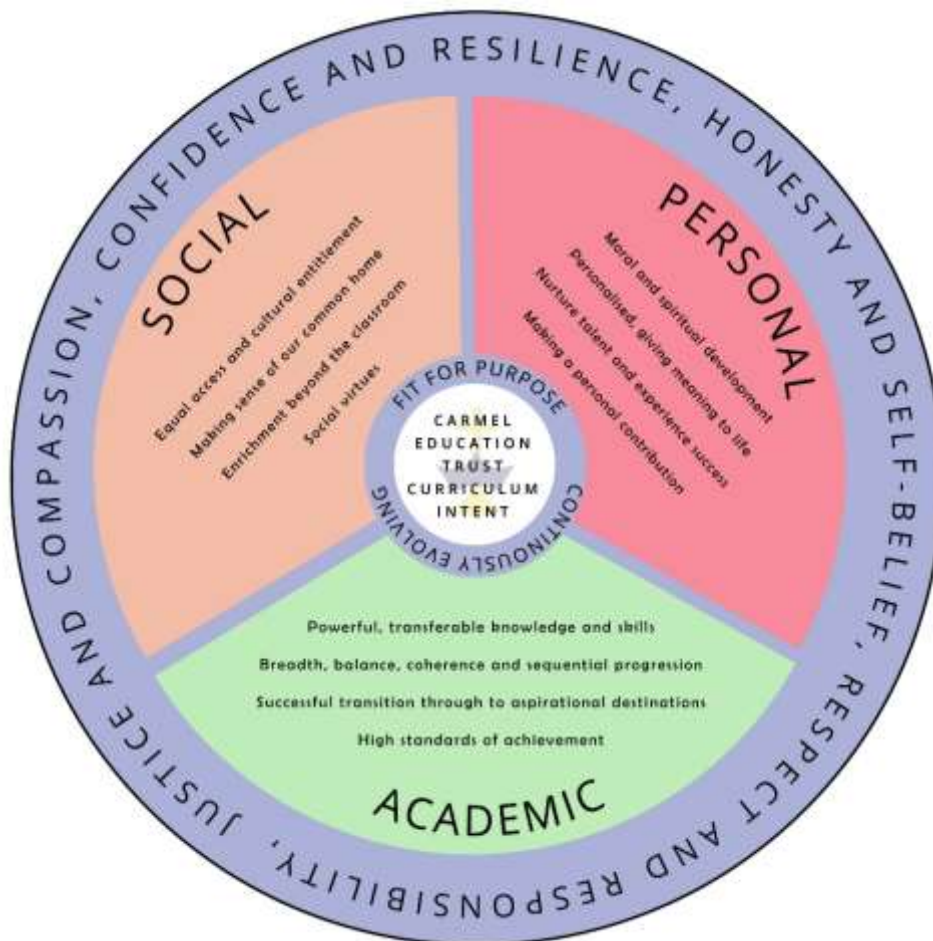 JUSTICE AND COMPASSION, CONFIDENCE AND RESILIENCE, HONESTY AND SELF-BELIEF, RESPECT AND RESPONSIBILITY,
SOCIAL
Equal access and cultural entitlement
Making sense of our common home
Enrichment beyond the classroom
Social virtues
PERSONAL
Moral and spiritual development
Personalised, giving meaning to life
Nurture talent and experience success
Making a personal contribution
FIT FOR PURPOSE
CARMEL
EDUCATION
TRUST
CURRICULUM
INTENT
CONTINOUSLY EVOLVING
Powerful, transferable knowledge and skills
Breadth, balance, coherence and sequential progression
Successful transition through to aspirational destinations
High standards of achievement
ACADEMIC